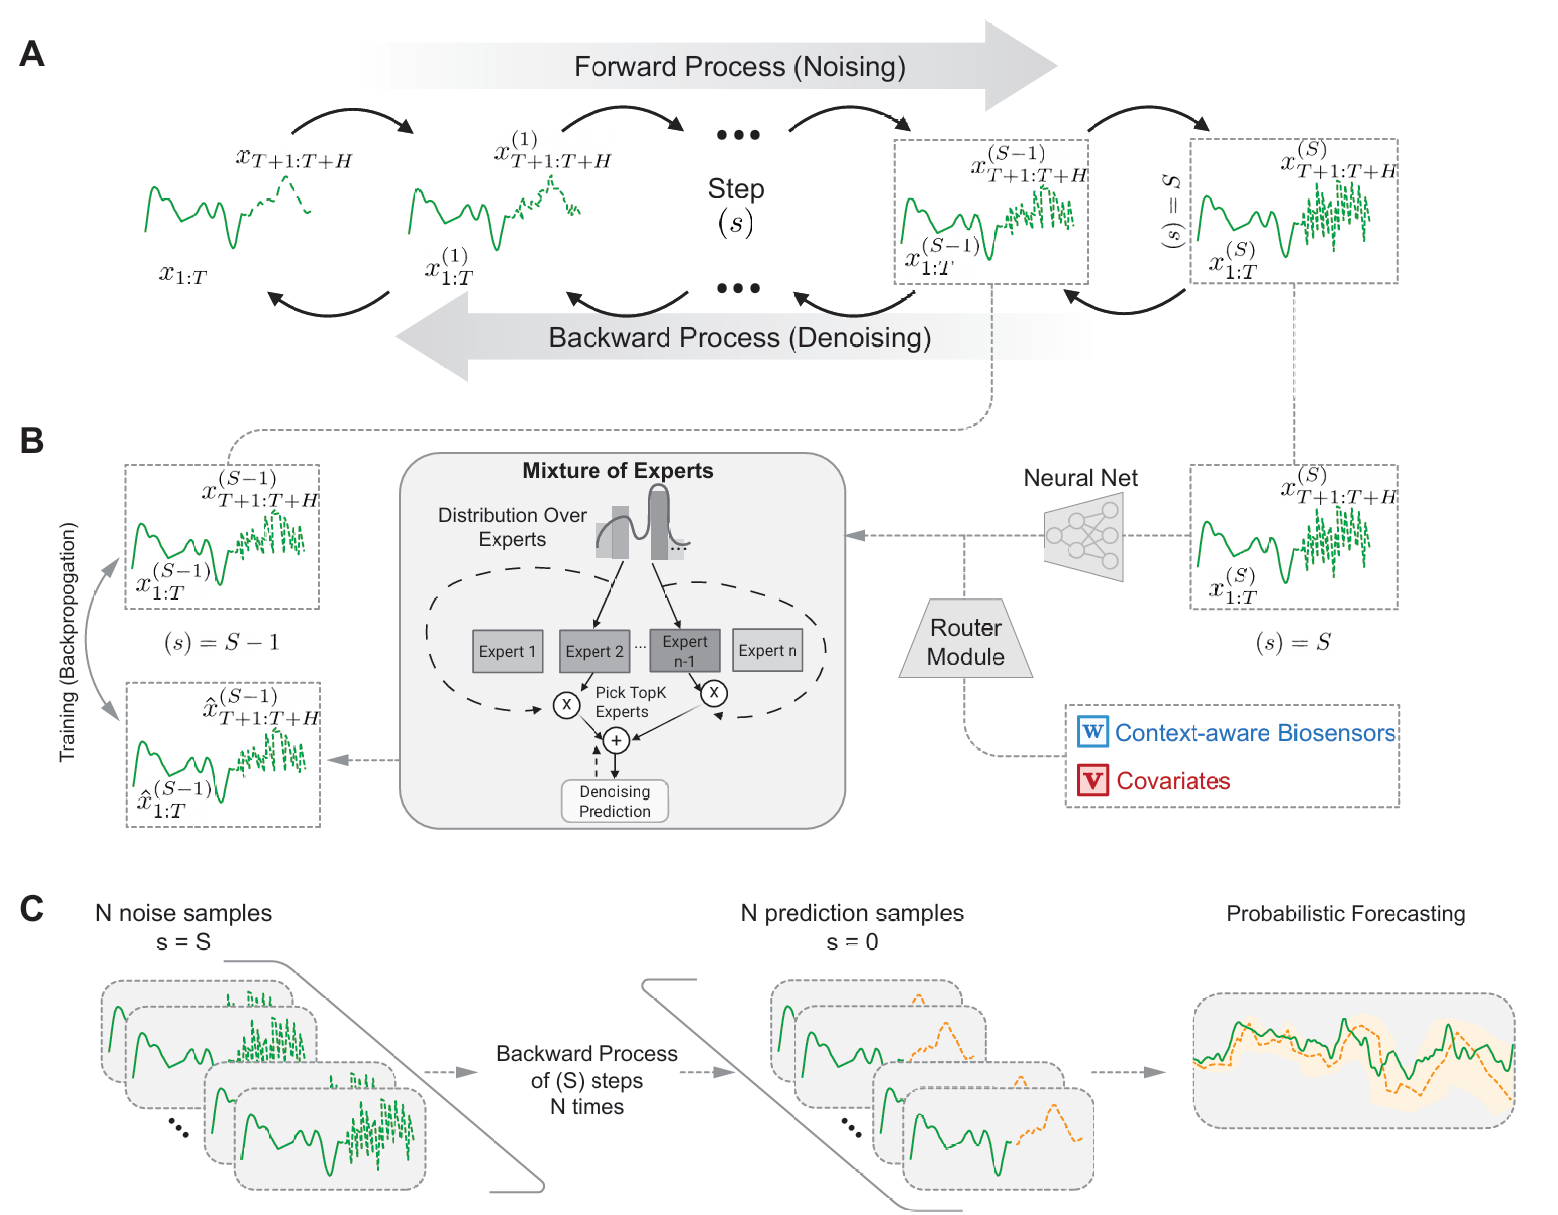 A
Forward Process (Noising)
x_{T+1:T+H}
x_{1:T}
x^{(1)}_{T+1:T+H}
x^{(1)}_{1:T}
•••
Step
(s)
•••
x^{(S-1)}_{T+1:T+H}
x^{(S-1)}_{1:T}
(s) = S
x^{(S)}_{T+1:T+H}
x^{(S)}_{1:T}
Backward Process (Denoising)
B
Training (Backpropogation)
x^{(S-1)}_{T+1:T+H}
x^{(S-1)}_{1:T}
(s) = S − 1
x̂^{(S-1)}_{T+1:T+H}
x̂^{(S-1)}_{1:T}
Mixture of Experts
Distribution Over
Experts
...
Expert 1
Expert 2
...
Expert
n-1
Expert n
X
Pick TopK
Experts
X
+
Denoising
Prediction
Neural Net
Router
Module
x^{(S)}_{T+1:T+H}
x^{(S)}_{1:T}
(s) = S
w Context-aware Biosensors
v Covariates
C
N noise samples
s = S
Backward Process
of (S) steps
N times
N prediction samples
s = 0
Probabilistic Forecasting